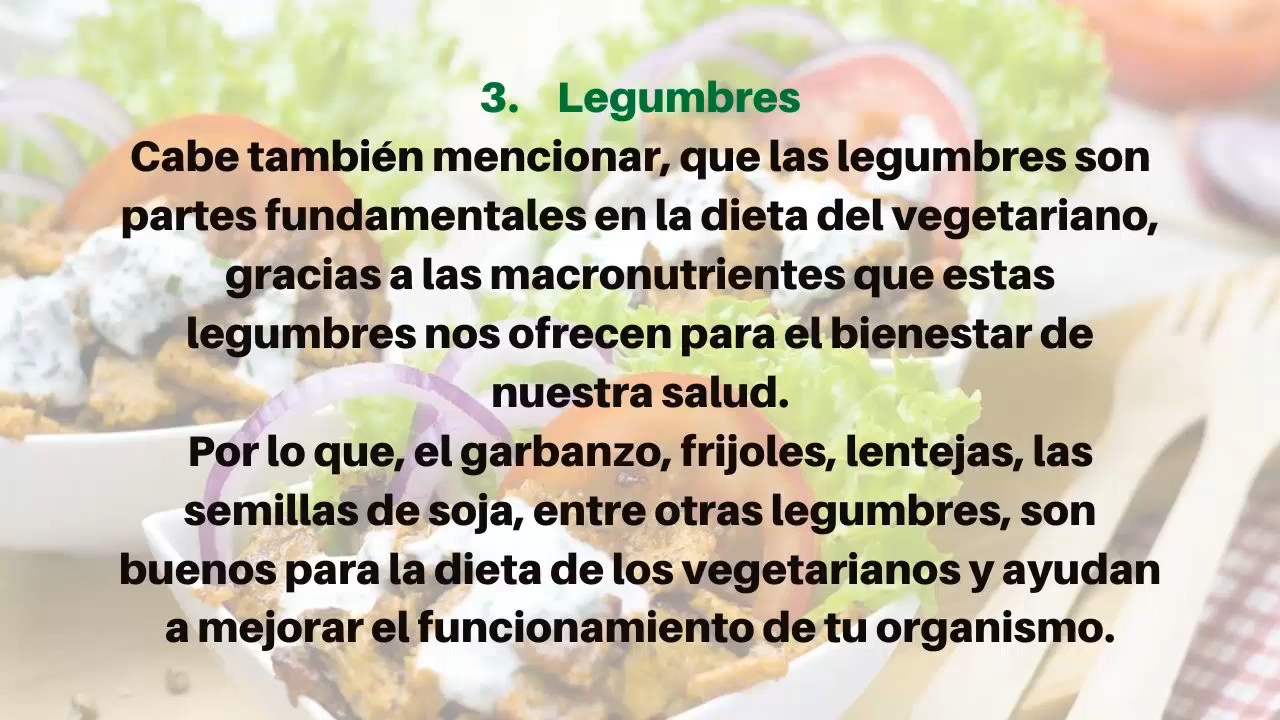 3. Legumbres
Cabe también mencionar, que las legumbres son
partes fundamentales en la dieta del vegetariano,
gracias a las macronutrientes que estas
legumbres nos ofrecen para el bienestar de
nuestra salud.
Por lo que, el garbanzo, frijoles, lentejas, las
semillas de soja, entre otras legumbres, son
buenos para la dieta de los vegetarianos y ayudan
a mejorar el funcionamiento de tu organismo.